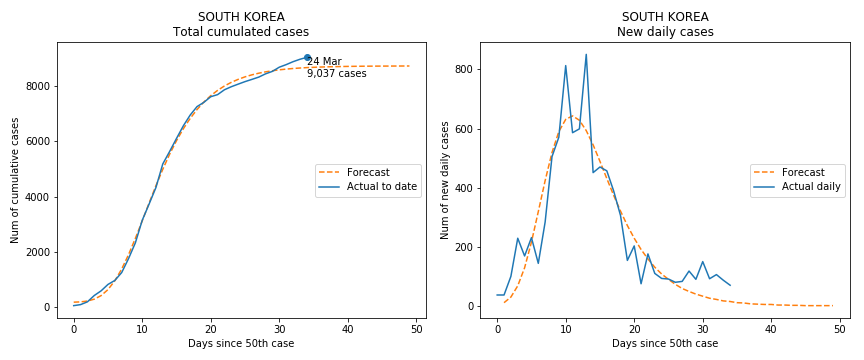 SOUTH KOREA
Total cumulated cases
Num of cumulative cases
8000
6000
4000
2000
0
24 Mar
9,037 cases
Forecast
Actual to date
0
10
20
30
40
50
Days since 50th case
SOUTH KOREA
New daily cases
Num of new daily cases
800
600
400
200
0
Forecast
Actual daily
0
10
20
30
40
50
Days since 50th case